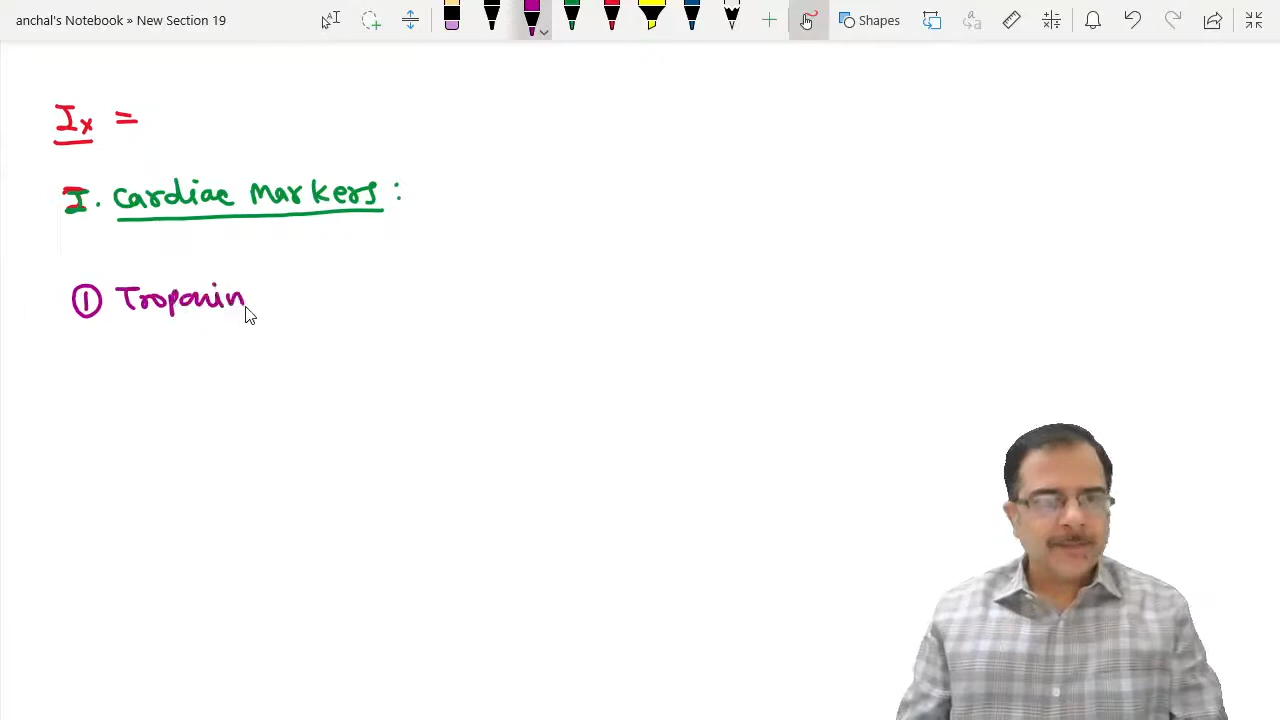 anchal's Notebook » New Section 19
Shapes
Ix =
I. Cardiac Markers :
① Troponin